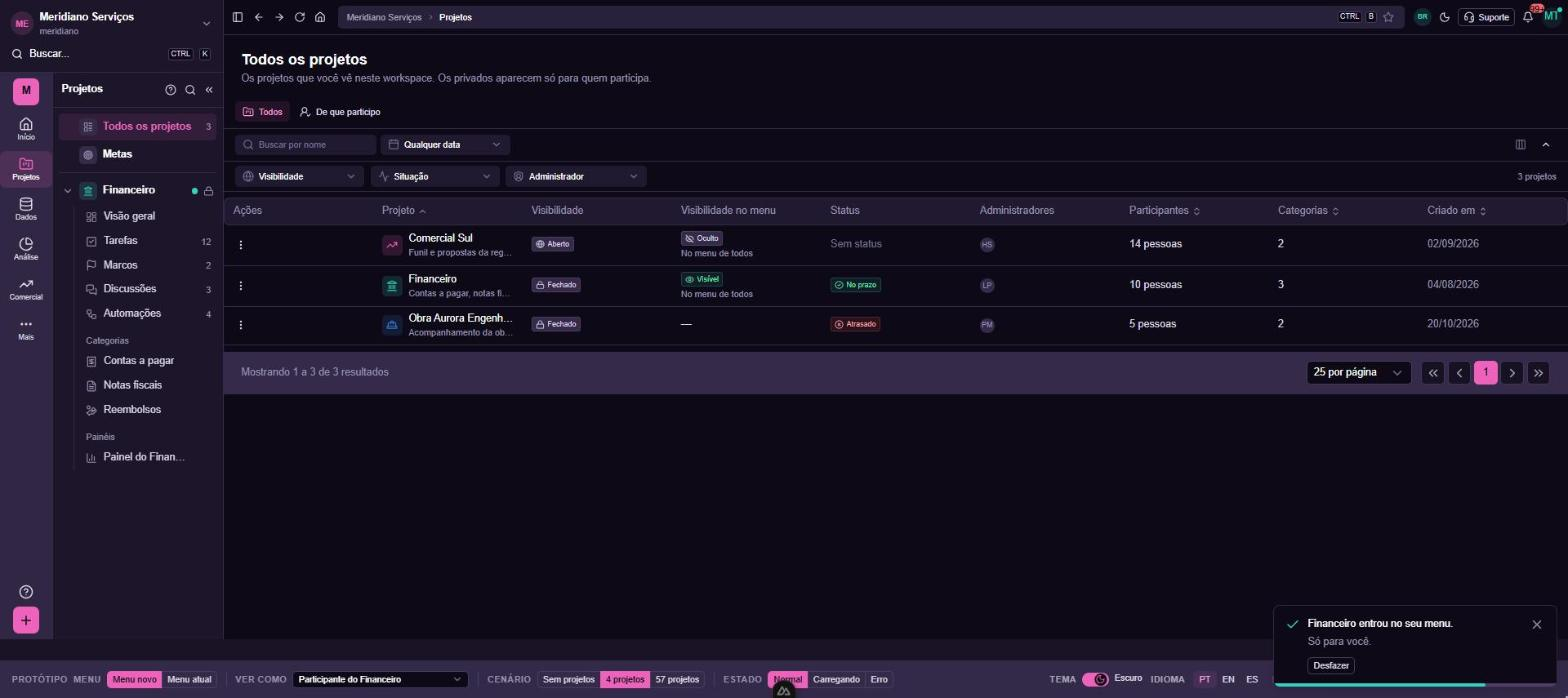 ME
Meridiano Serviços
meridiano
Buscar...
CTRL K
M
Início
Projetos
Dados
Análise
Comercial
Mais
Projetos
Todos os projetos 3
Metas
Financeiro
Visão geral
Tarefas 12
Marcos 2
Discussões 3
Automações 4
Categorias
Contas a pagar
Notas fiscais
Reembolsos
Painéis
Painel do Finan...
Meridiano Serviços > Projetos
CTRL B
BR
Suporte
99+
MT
Todos os projetos
Os projetos que você vê neste workspace. Os privados aparecem só para quem participa.
Todos
De que participo
Buscar por nome
Qualquer data
Visibilidade
Situação
Administrador
3 projetos
Ações Projeto Visibilidade Visibilidade no menu Status Administradores Participantes Categorias Criado em
Comercial Sul
Funil e propostas da reg...
Aberto
Oculto
No menu de todos
Sem status
HS
14 pessoas
2
02/09/2026
Financeiro
Contas a pagar, notas fi...
Fechado
Visível
No menu de todos
No prazo
LP
10 pessoas
3
04/08/2026
Obra Aurora Engenh...
Acompanhamento da ob...
Fechado
—
Atrasado
PM
5 pessoas
2
20/10/2026
Mostrando 1 a 3 de 3 resultados
25 por página
1
Financeiro entrou no seu menu.
Só para você.
Desfazer
PROTÓTIPO MENU Menu novo Menu atual VER COMO Participante do Financeiro CENÁRIO Sem projetos 4 projetos 57 projetos ESTADO Normal Carregando Erro TEMA Escuro IDIOMA PT EN ES